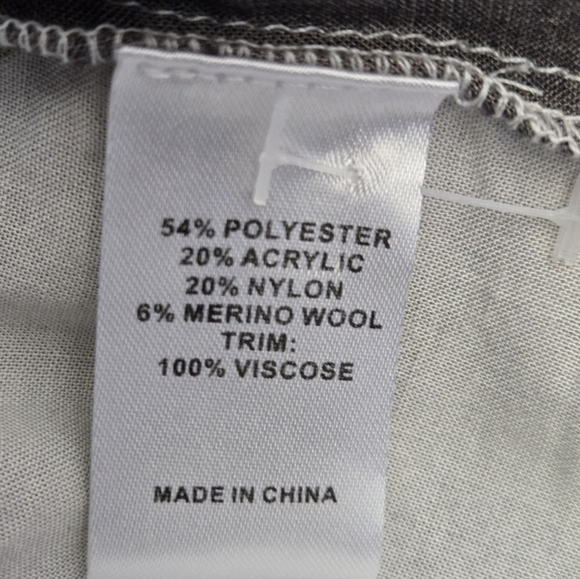 54% POLYESTER
20% ACRYLIC
20% NYLON
6% MERINO WOOL
TRIM:
100% VISCOSE
MADE IN CHINA